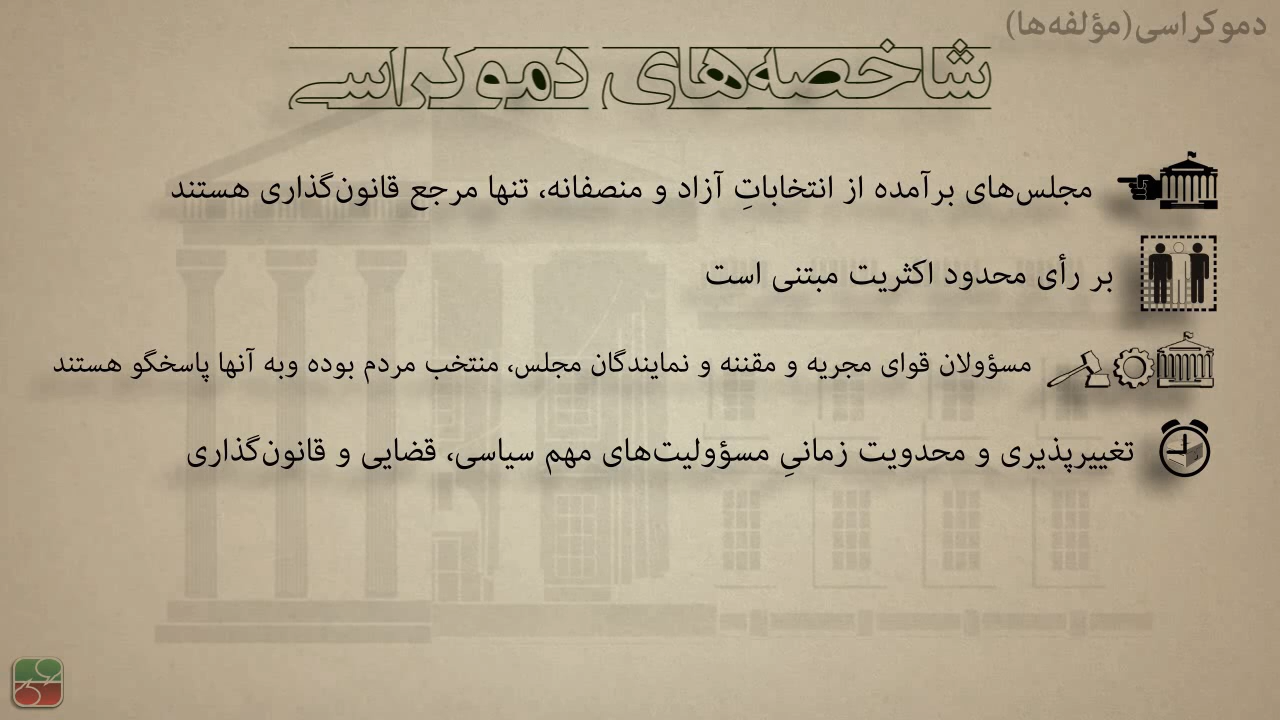 دموکراسی(مؤلفه‌ها)
شاخصه‌های دموکراسی
مجلس‌های برآمده از انتخاباتِ آزاد و منصفانه، تنها مرجع قانون‌گذاری هستند
بر رأی محدود اکثریت مبتنی است
مسؤولان قوای مجریه و مقننه و نمایندگان مجلس، منتخب مردم بوده وبه آنها پاسخگو هستند
تغییرپذیری و محدویت زمانیِ مسؤولیت‌های مهم سیاسی، قضایی و قانون‌گذاری